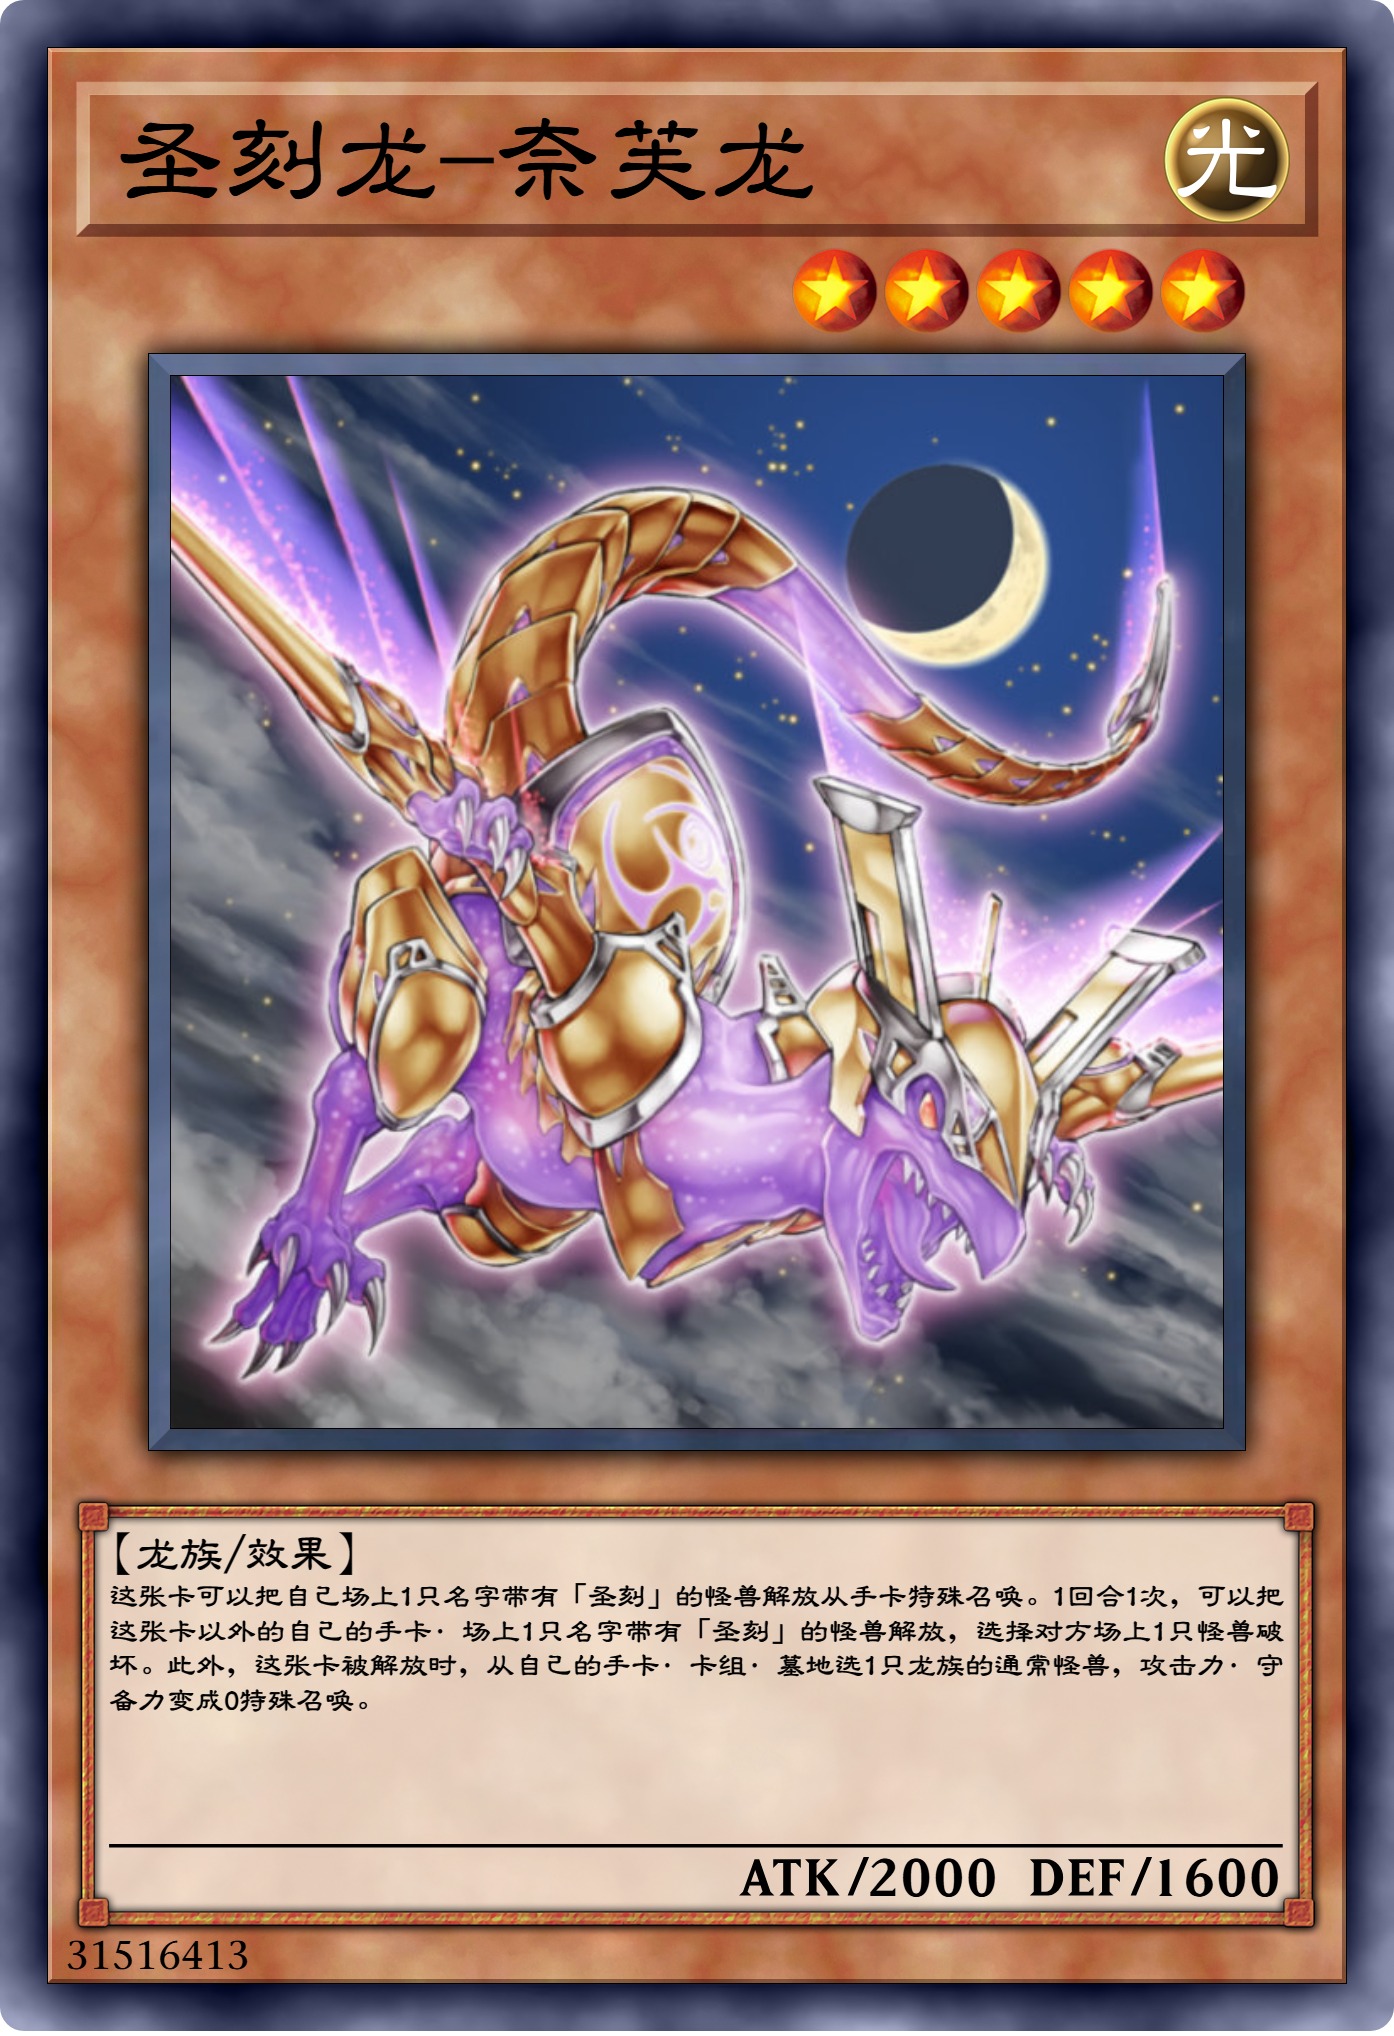 圣刻龙-奈芙龙
光
【龙族/效果】
这张卡可以把自己场上1只名字带有「圣刻」的怪兽解放从手卡特殊召唤。1回合1次，可以把
这张卡以外的自己的手卡·场上1只名字带有「圣刻」的怪兽解放，选择对方场上1只怪兽破
坏。此外，这张卡被解放时，从自己的手卡·卡组·墓地选1只龙族的通常怪兽，攻击力·守
备力变成0特殊召唤。
ATK/2000 DEF/1600
31516413